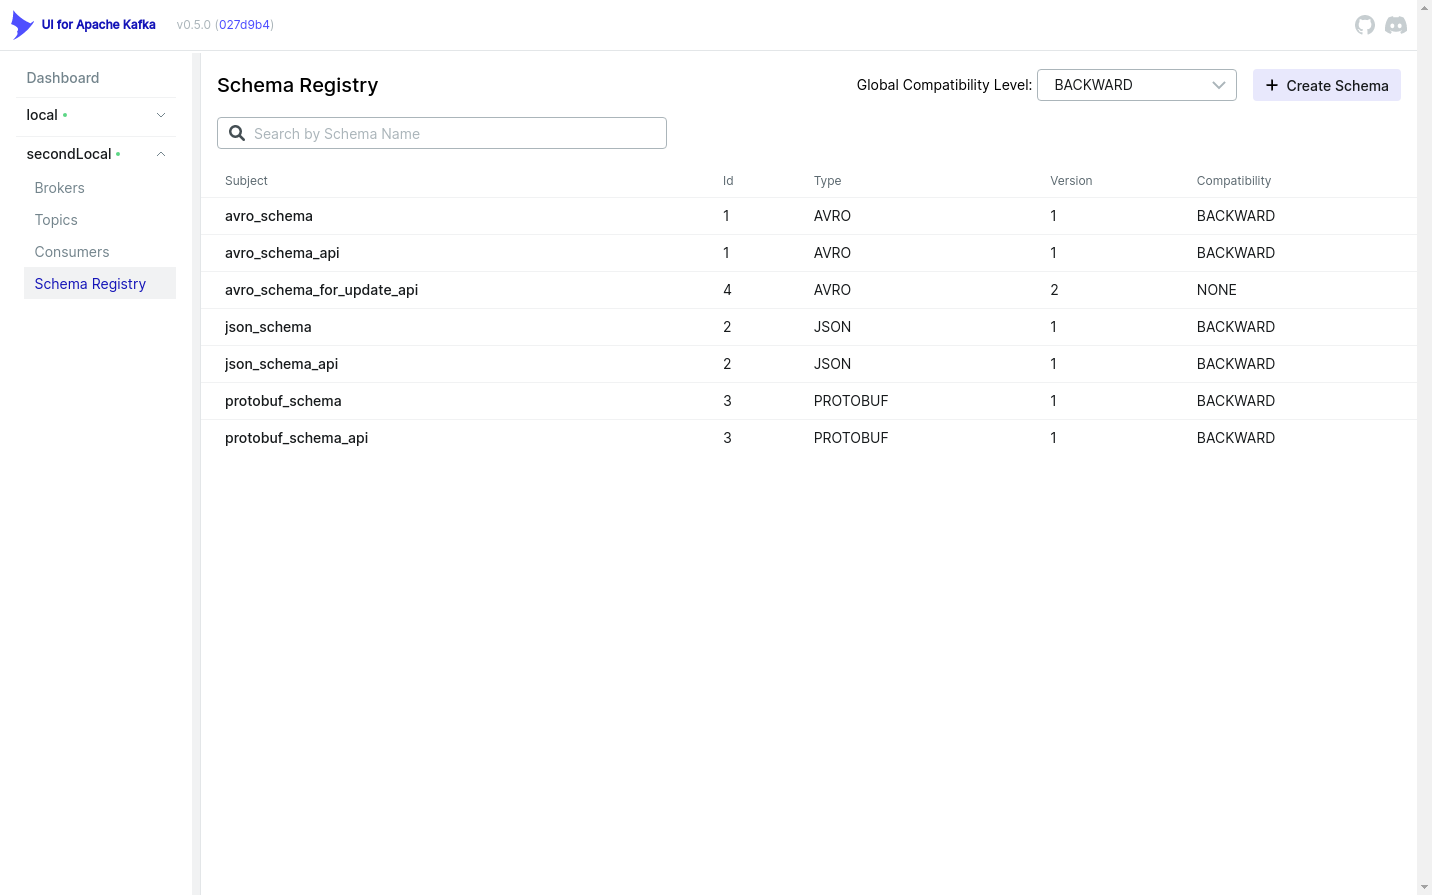 UI for Apache Kafka v0.5.0 (027d9b4)
Dashboard
local
secondLocal
Brokers
Topics
Consumers
Schema Registry
Schema Registry
Global Compatibility Level: BACKWARD
Create Schema
Search by Schema Name
Subject Id Type Version Compatibility
avro_schema 1 AVRO 1 BACKWARD
avro_schema_api 1 AVRO 1 BACKWARD
avro_schema_for_update_api 4 AVRO 2 NONE
json_schema 2 JSON 1 BACKWARD
json_schema_api 2 JSON 1 BACKWARD
protobuf_schema 3 PROTOBUF 1 BACKWARD
protobuf_schema_api 3 PROTOBUF 1 BACKWARD